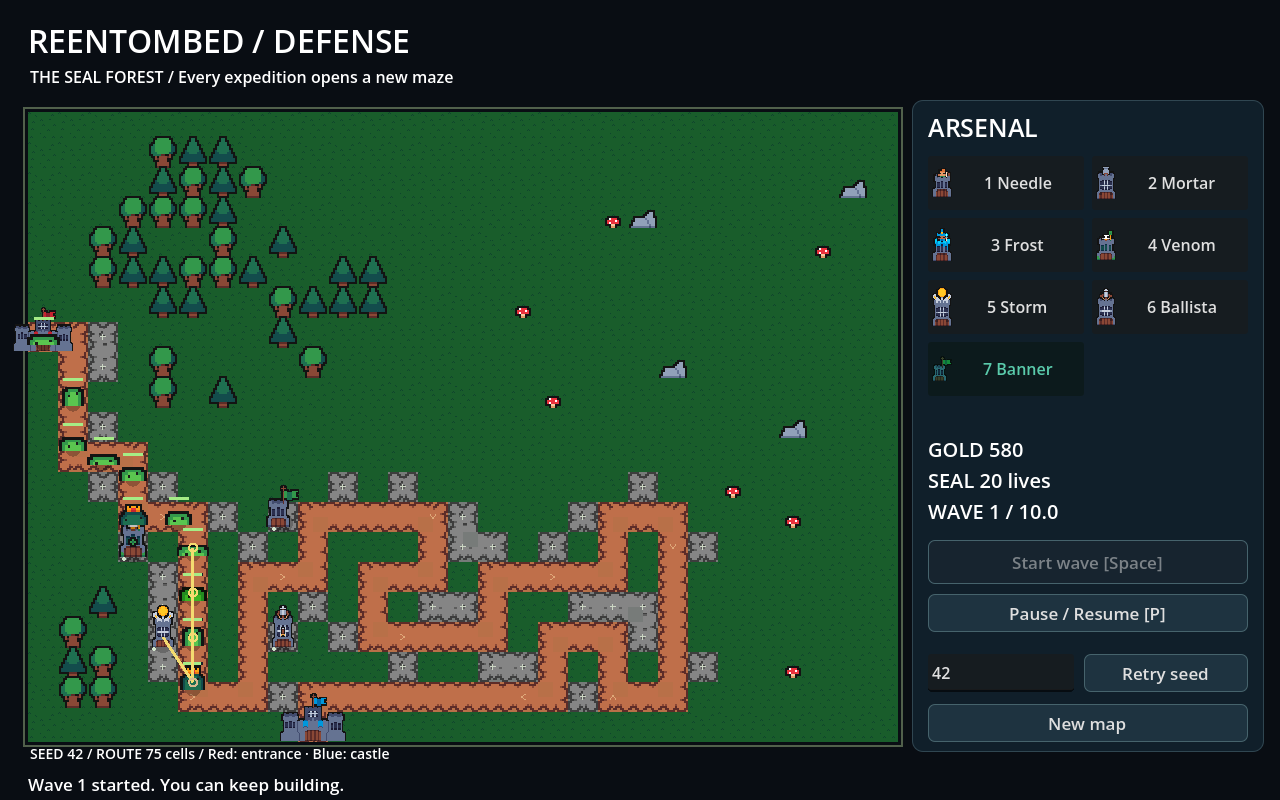 REENTOMBED / DEFENSE
THE SEAL FOREST / Every expedition opens a new maze
ARSENAL
1 Needle
2 Mortar
3 Frost
4 Venom
5 Storm
6 Ballista
7 Banner
GOLD 580
SEAL 20 lives
WAVE 1 / 10.0
Start wave [Space]
Pause / Resume [P]
42
Retry seed
New map
SEED 42 / ROUTE 75 cells / Red: entrance · Blue: castle
Wave 1 started. You can keep building.